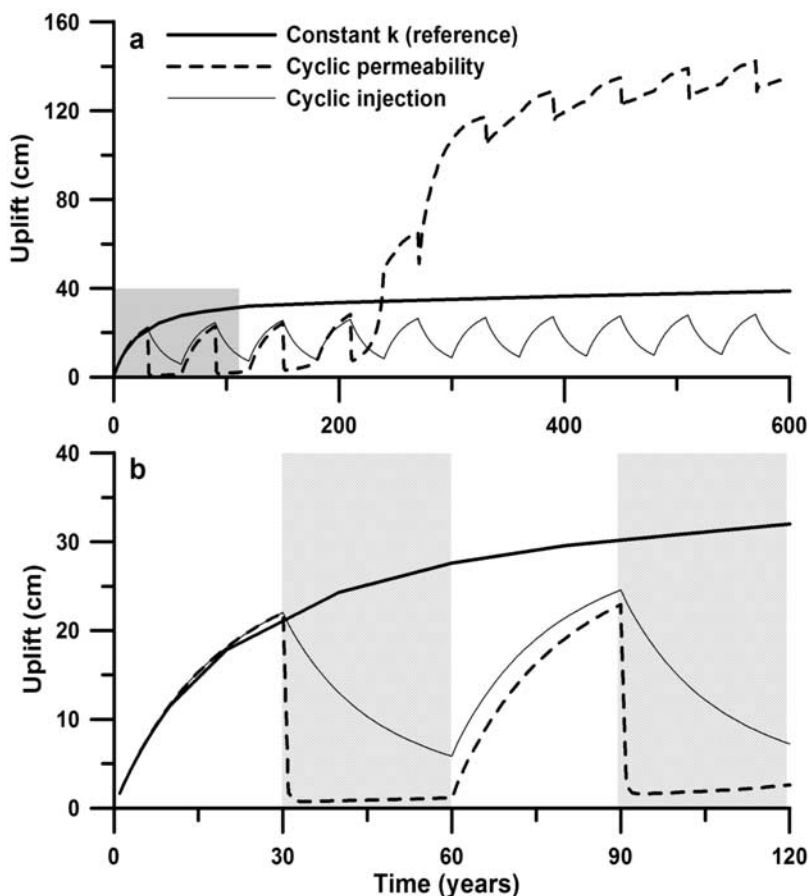 a
Constant k (reference)
Cyclic permeability
Cyclic injection
Uplift (cm)
160
120
80
40
0
0 200 400 600
b
Uplift (cm)
40
30
20
10
0
0 30 60 90 120
Time (years)